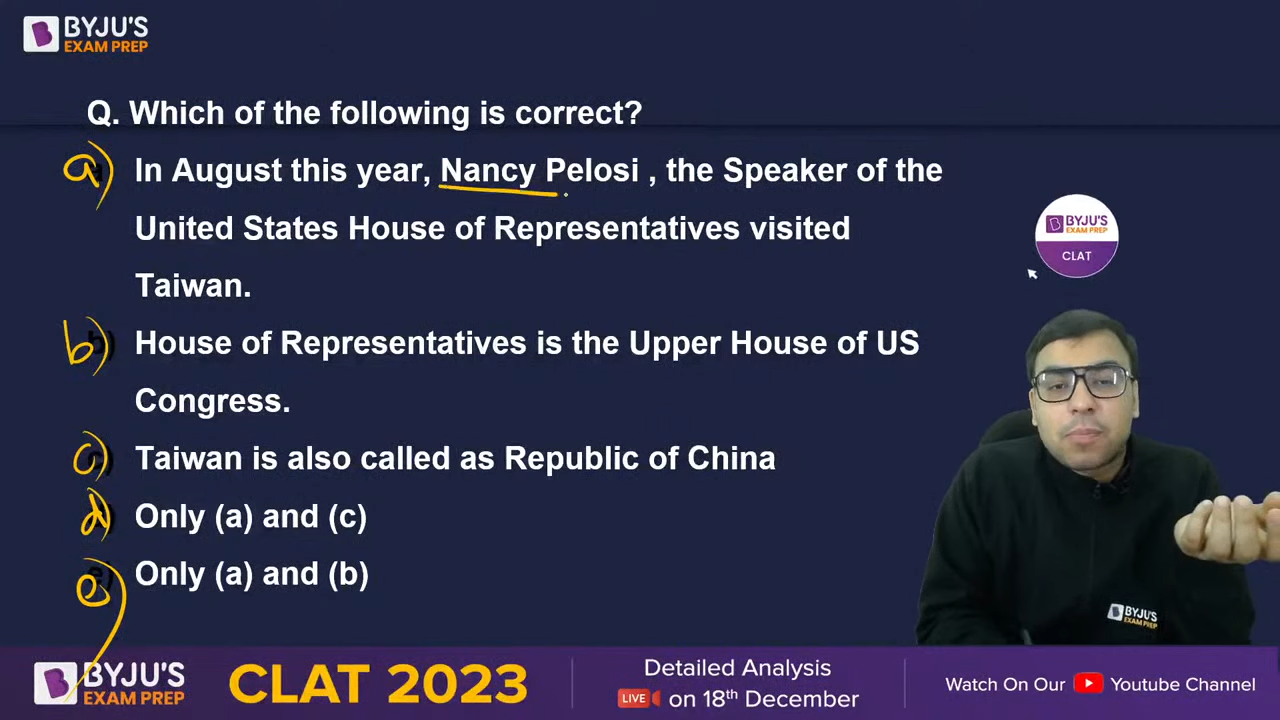 BYJU'S
EXAM PREP
Q. Which of the following is correct?
a) In August this year, Nancy Pelosi , the Speaker of the
United States House of Representatives visited
Taiwan.
b) House of Representatives is the Upper House of US
Congress.
c) Taiwan is also called as Republic of China
d) Only (a) and (c)
e) Only (a) and (b)
BYJU'S
EXAM PREP
CLAT
BYJU'S
EXAM PREP
BYJU'S
EXAM PREP
CLAT 2023
Detailed Analysis
LIVE on 18th December
Watch On Our Youtube Channel